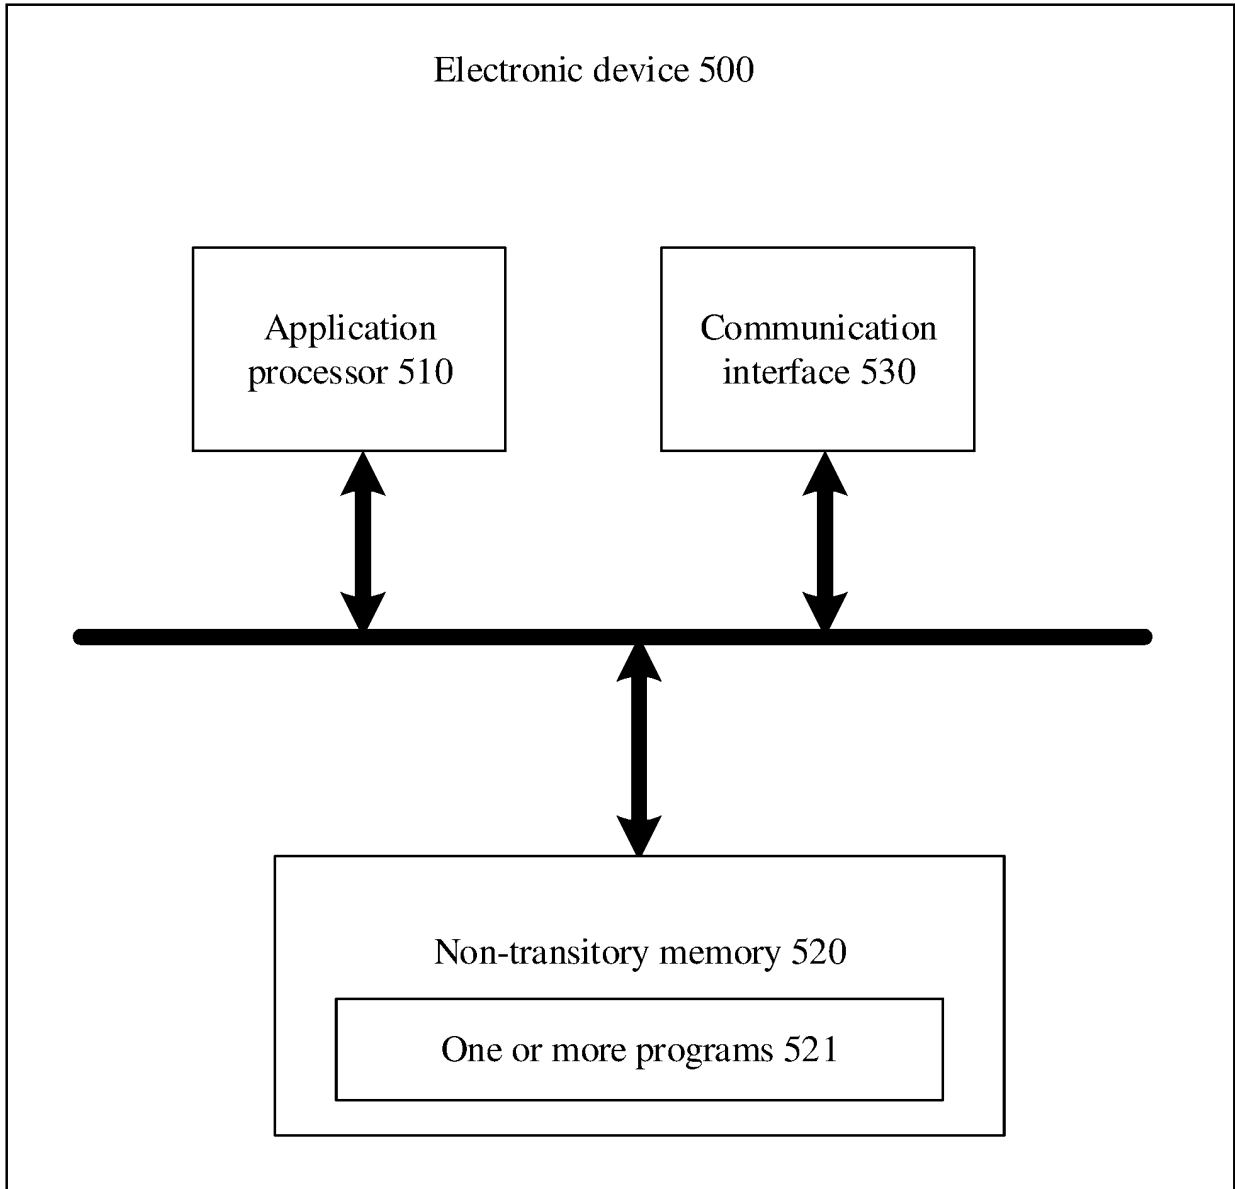 Electronic device 500
Application
processor 510
Communication
interface 530
Non-transitory memory 520
One or more programs 521